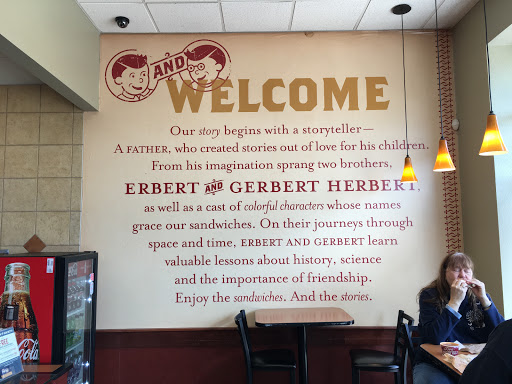 AND
WELCOME
Our story begins with a storyteller—
A FATHER, who created stories out of love for his children.
From his imagination sprang two brothers,
ERBERT AND GERBERT HERBERT,
as well as a cast of colorful characters whose names
grace our sandwiches. On their journeys through
space and time, ERBERT AND GERBERT learn
valuable lessons about history, science
and the importance of friendship.
Enjoy the sandwiches. And the stories.